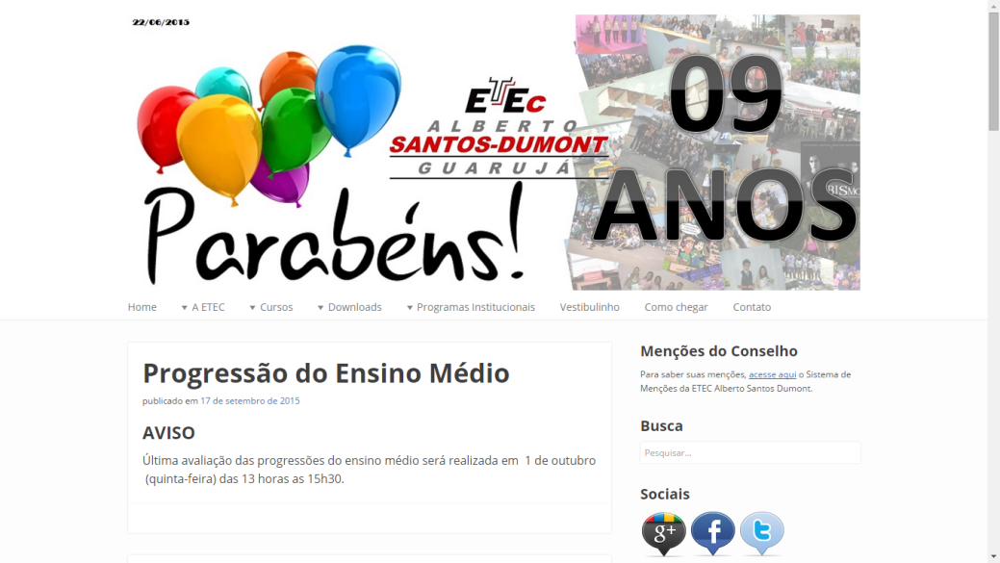 22/06/2015
ETEc
ALBERTO
SANTOS-DUMONT
GUARUJÁ
Parabéns!
09
ANOS
Home A ETEC Cursos Downloads Programas Institucionais Vestibulinho Como chegar Contato
Progressão do Ensino Médio
publicado em 17 de setembro de 2015
AVISO
Última avaliação das progressões do ensino médio será realizada em 1 de outubro
(quinta-feira) das 13 horas as 15h30.
Menções do Conselho
Para saber suas menções, acesse aqui o Sistema de
Menções da ETEC Alberto Santos Dumont.
Busca
Pesquisar...
Sociais
g+ f